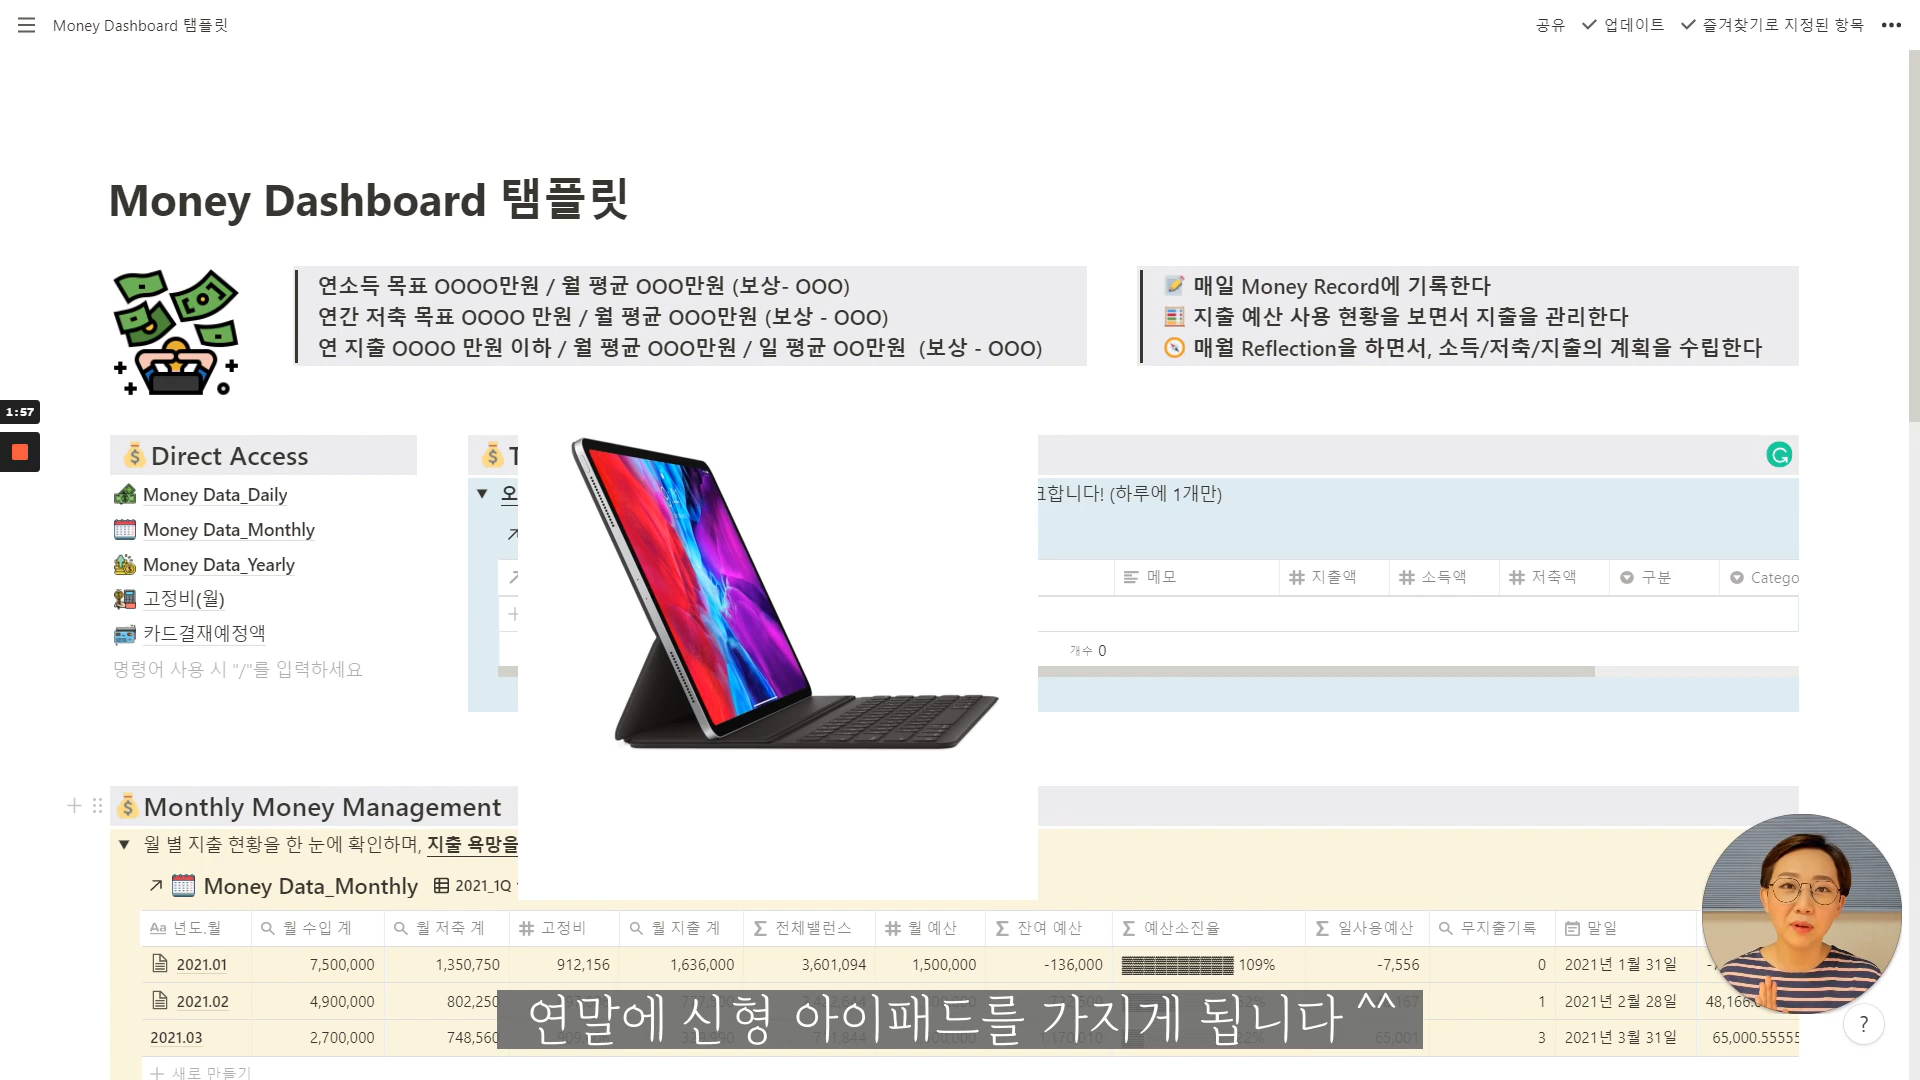 Money Dashboard 탬플릿
공유 업데이트 즐겨찾기로 지정된 항목 •••
Money Dashboard 탬플릿
연소득 목표 OOOO만원 / 월 평균 OOO만원 (보상- OOO)
연간 저축 목표 OOOO 만원 / 월 평균 OOO만원 (보상 - OOO)
연 지출 OOOO 만원 이하 / 월 평균 OOO만원 / 일 평균 OO만원 (보상 - OOO)
매일 Money Record에 기록한다
지출 예산 사용 현황을 보면서 지출을 관리한다
매월 Reflection을 하면서, 소득/저축/지출의 계획을 수립한다
1:57
Direct Access
Money Data_Daily
Money Data_Monthly
Money Data_Yearly
고정비(월)
카드결재예정액
명령어 사용 시 "/"를 입력하세요
T
오
크합니다! (하루에 1개만)
메모 지출액 소득액 저축액 구분 Catego
개수 0
Monthly Money Management
월 별 지출 현황을 한 눈에 확인하며, 지출 욕망을
Money Data_Monthly 2021_1Q
Aa 년도.월 월 수입 계 월 저축 계 고정비 월 지출 계 전체밸런스 월 예산 잔여 예산 예산소진율 일사용예산 무지출기록 말일
2021.01 7,500,000 1,350,750 912,156 1,636,000 3,601,094 1,500,000 -136,000 109% -7,556 0 2021년 1월 31일
2021.02 4,900,000 802,250 1 2021년 2월 28일 48,166.
2021.03 2,700,000 748,560 3 2021년 3월 31일 65,000.55555
새로 만들기
연말에 신형 아이패드를 가지게 됩니다 ^^
?